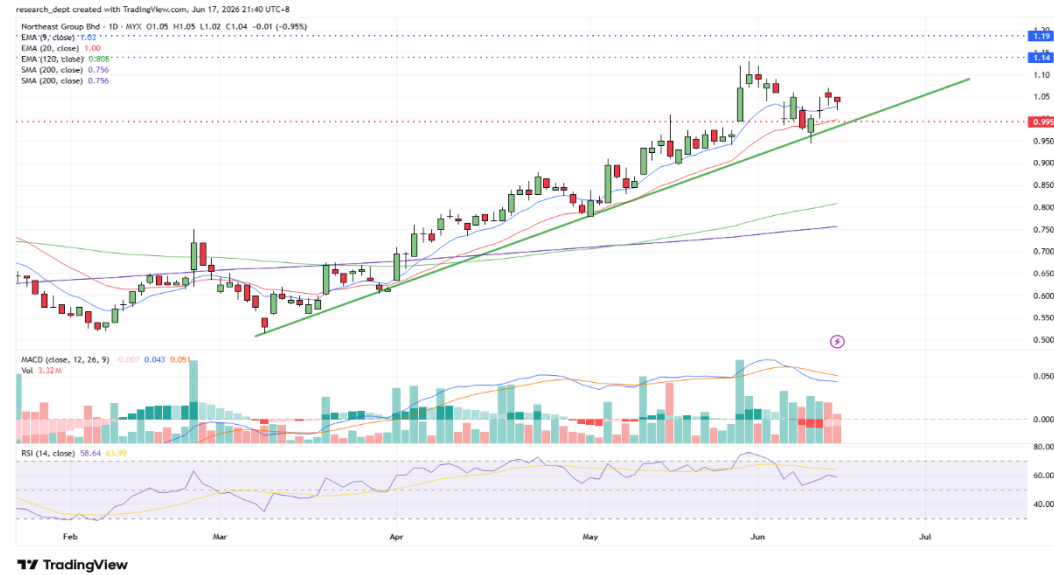 research_dept created with TradingView.com, Jun 17, 2026 21:40 UTC+8
Northeast Group Bhd · 1D · MYX O1.05 H1.05 L1.02 C1.04 -0.01 (-0.95%)
EMA (9, close) 1.03
EMA (20, close) 1.00
EMA (120, close) 0.808
SMA (200, close) 0.756
SMA (200, close) 0.756
1.20
1.19
1.14
1.10
1.05
0.995
0.950
0.900
0.850
0.800
0.750
0.700
0.650
0.600
0.550
0.500
MACD (close, 12, 26, 9) -0.007 0.043 0.051
Vol 3.32M
0.050
0.000
RSI (14, close) 58.64 63.99
80.00
60.00
40.00
Feb Mar Apr May Jun Jul
TradingView